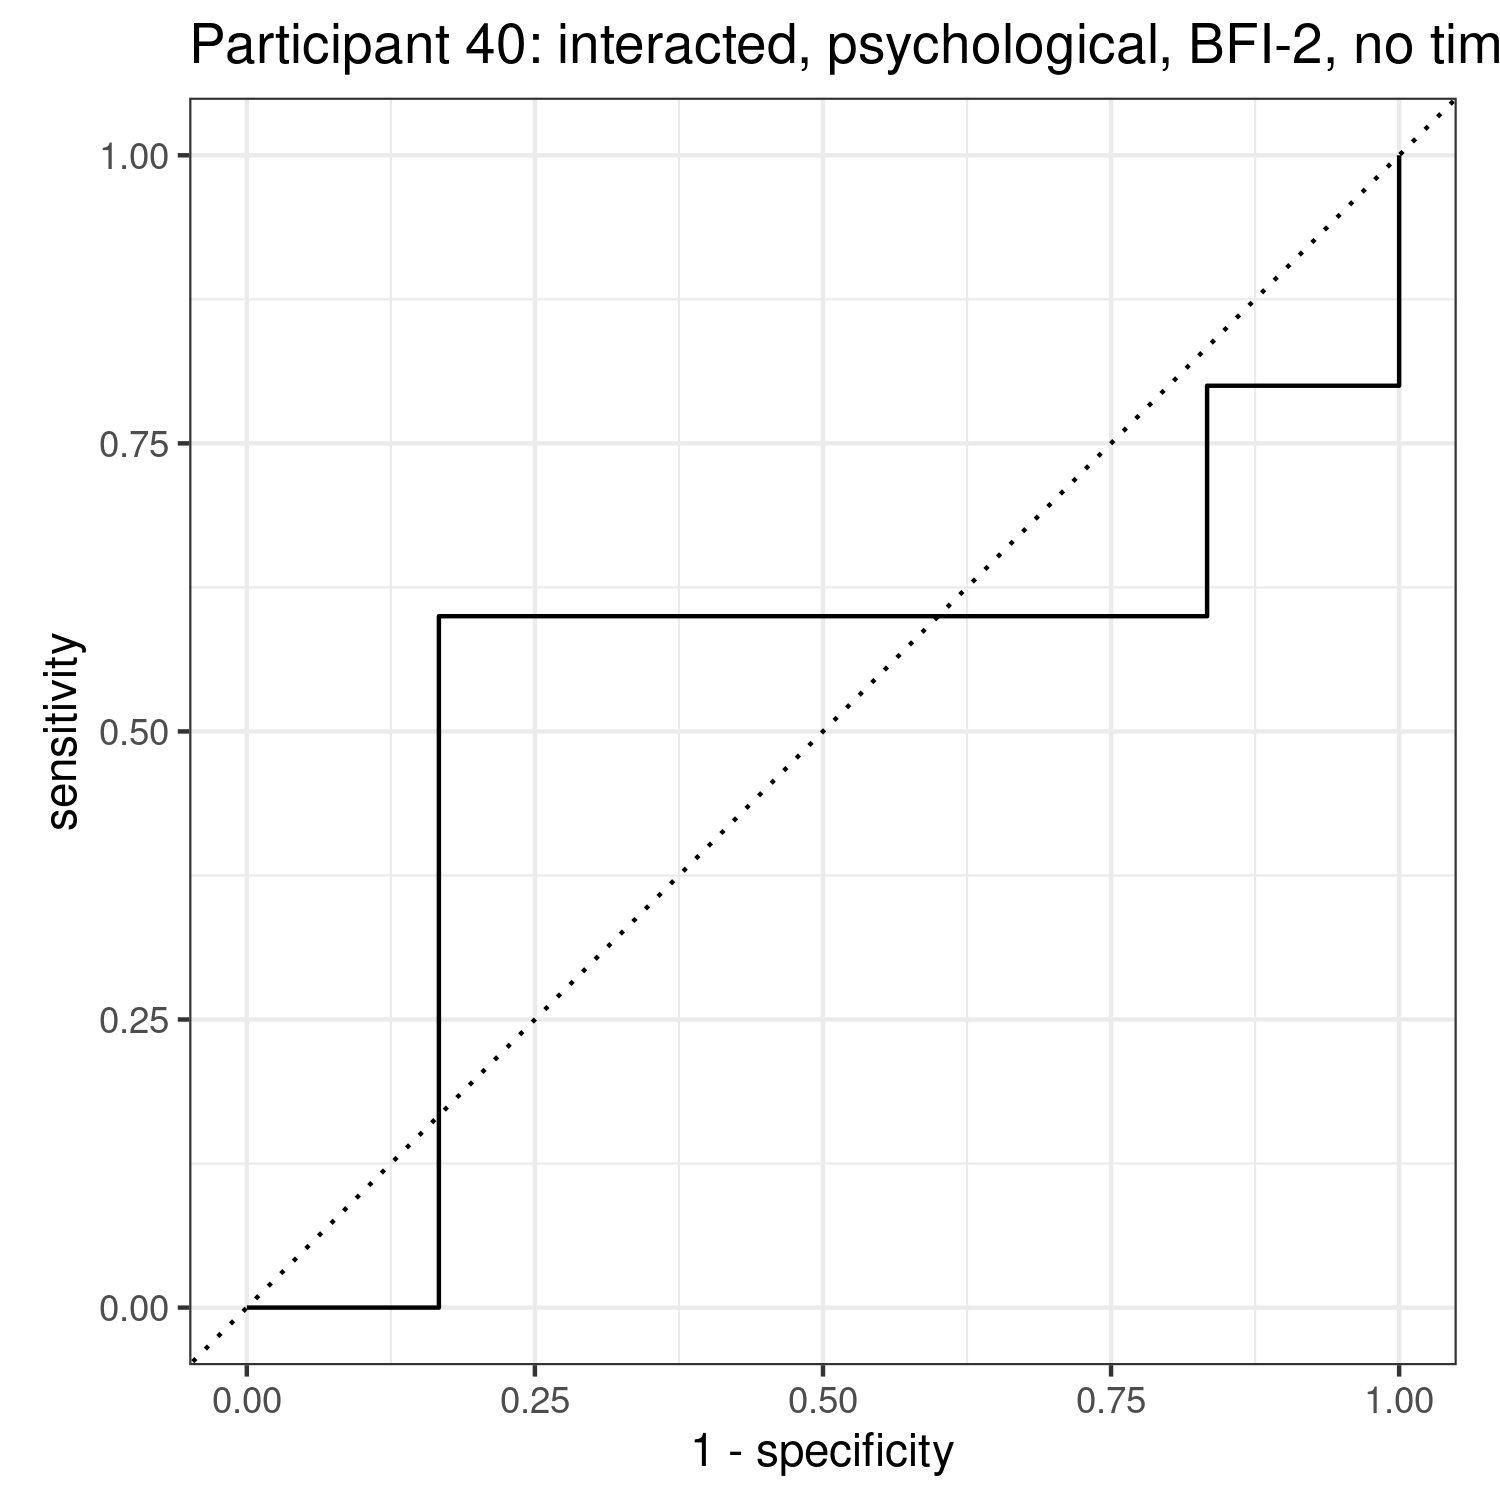 Participant 40: interacted, psychological, BFI-2, no tim
1.00
0.75
0.50
0.25
0.00
sensitivity
0.00 0.25 0.50 0.75 1.00
1 - specificity